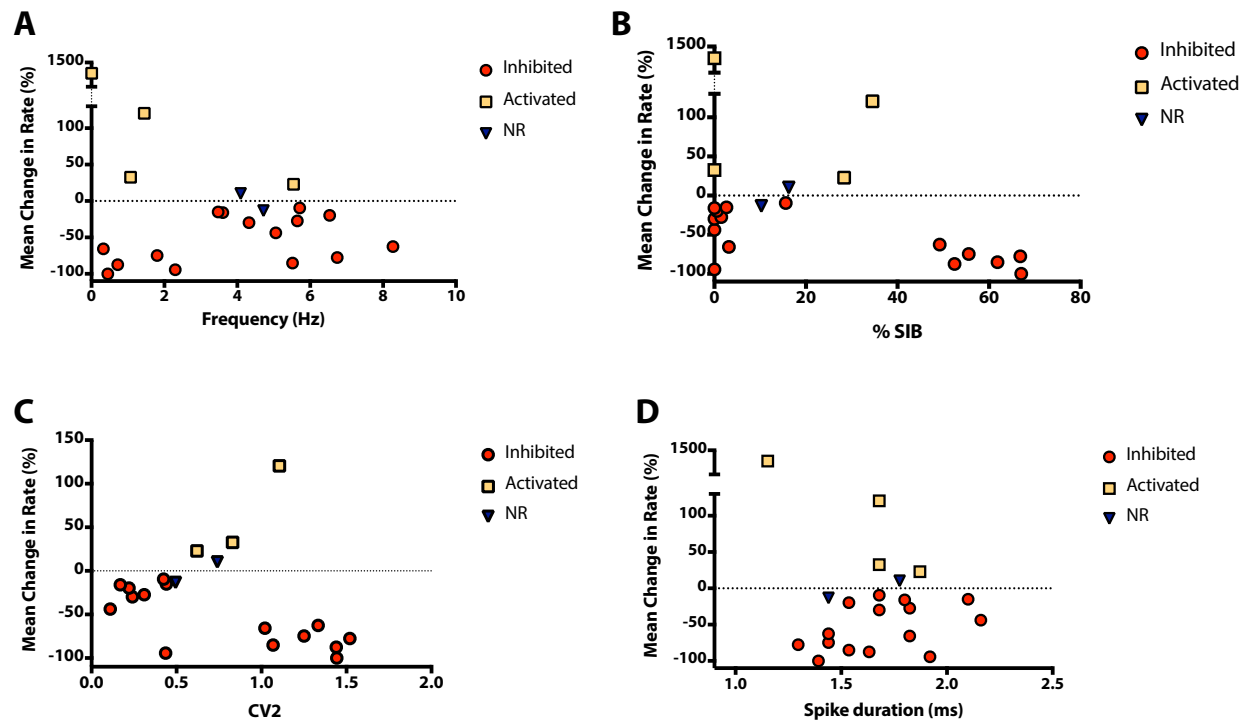 A
Mean Change in Rate (%)
1500
100
50
0
-50
-100
0 2 4 6 8 10
Frequency (Hz)
Inhibited
Activated
NR
B
Mean Change in Rate (%)
1500
100
50
0
-50
-100
0 20 40 60 80
% SIB
Inhibited
Activated
NR
C
Mean Change in Rate (%)
150
100
50
0
-50
-100
0.0 0.5 1.0 1.5 2.0
CV2
Inhibited
Activated
NR
D
Mean Change in Rate (%)
1500
100
50
0
-50
-100
1.0 1.5 2.0 2.5
Spike duration (ms)
Inhibited
Activated
NR